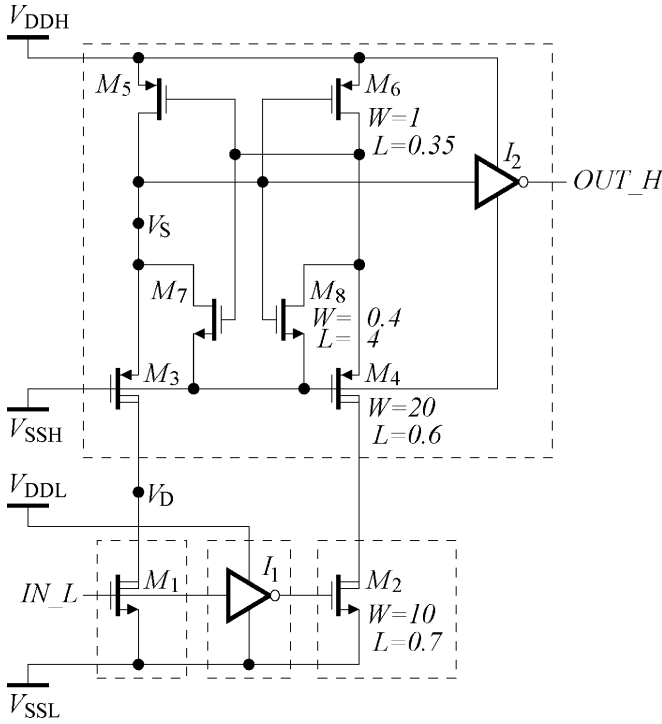 VDDH
M5
M6
W=1
L=0.35
I2
OUT_H
VS
M7
M8
W= 0.4
L= 4
M3
M4
W=20
L=0.6
VSSH
VDDL
VD
IN_L
M1
I1
M2
W=10
L=0.7
VSSL